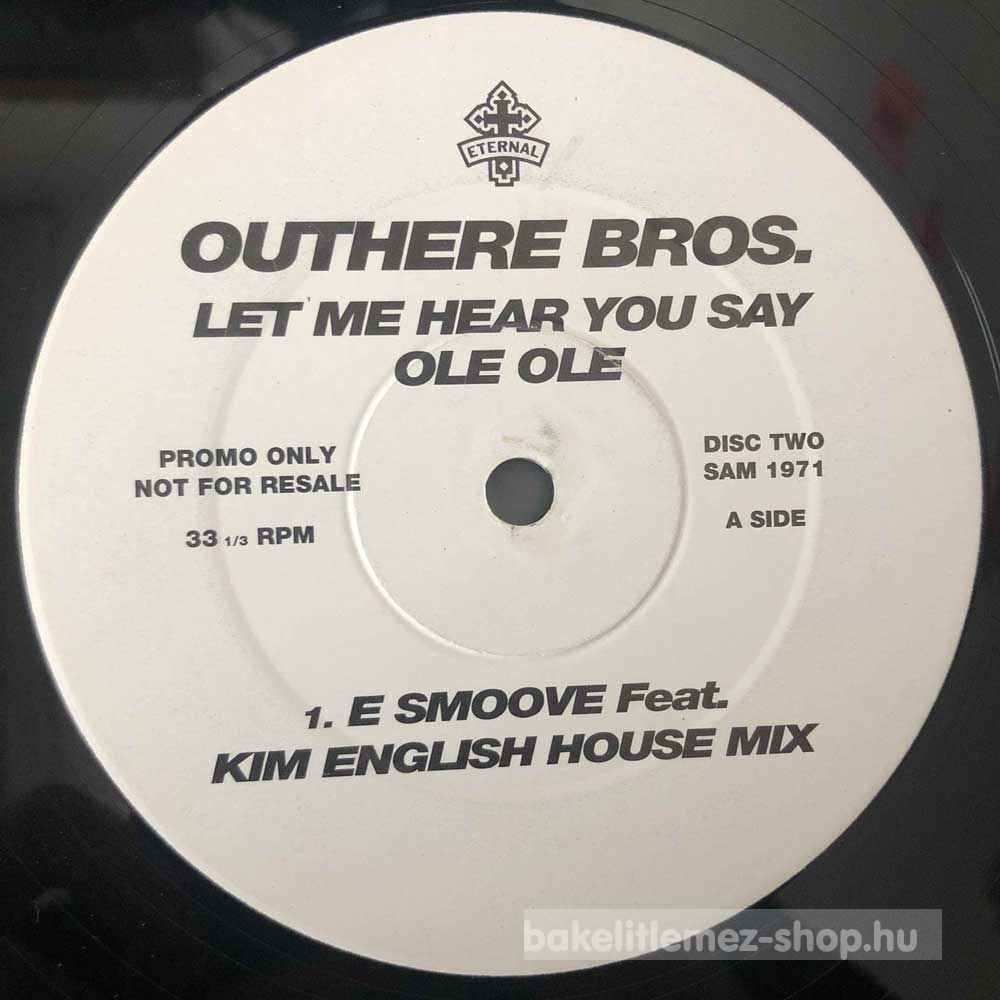 ETERNAL
OUTHERE BROS.
LET ME HEAR YOU SAY
OLE OLE
PROMO ONLY
NOT FOR RESALE
33 1/3 RPM
DISC TWO
SAM 1971
A SIDE
1. E SMOOVE Feat.
KIM ENGLISH HOUSE MIX
bakelitlemez-shop.hu